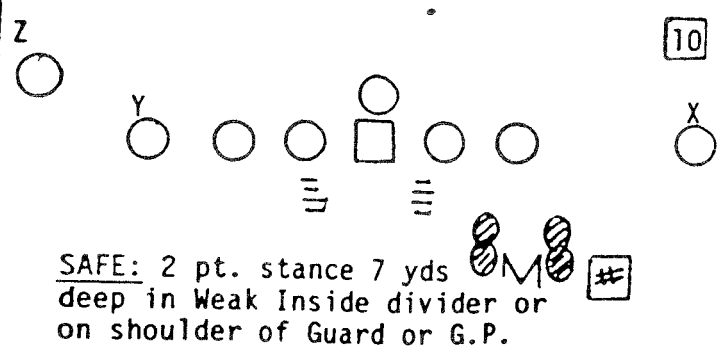 Z
10
Y
X
SAFE: 2 pt. stance 7 yds M #
deep in Weak Inside divider or
on shoulder of Guard or G.P.